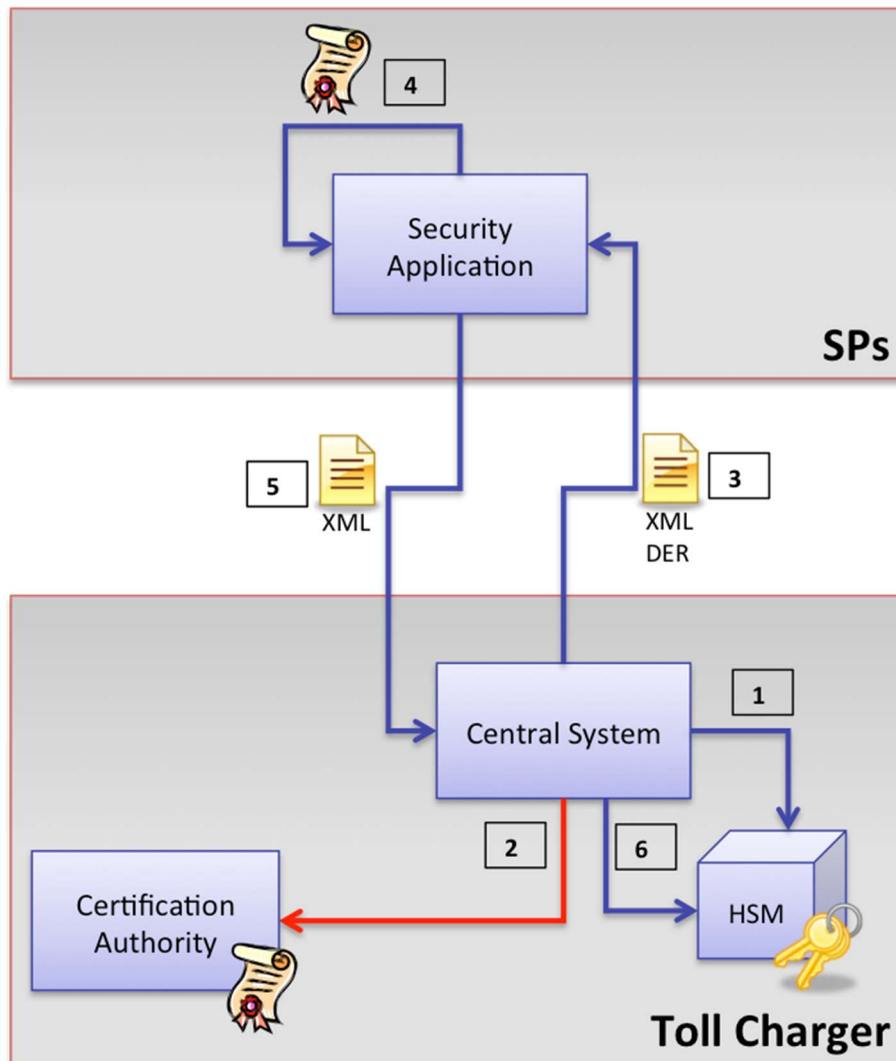 4
Security
Application
SPs
5
XML
3
XML
DER
1
Central System
2
6
Certification
Authority
HSM
Toll Charger